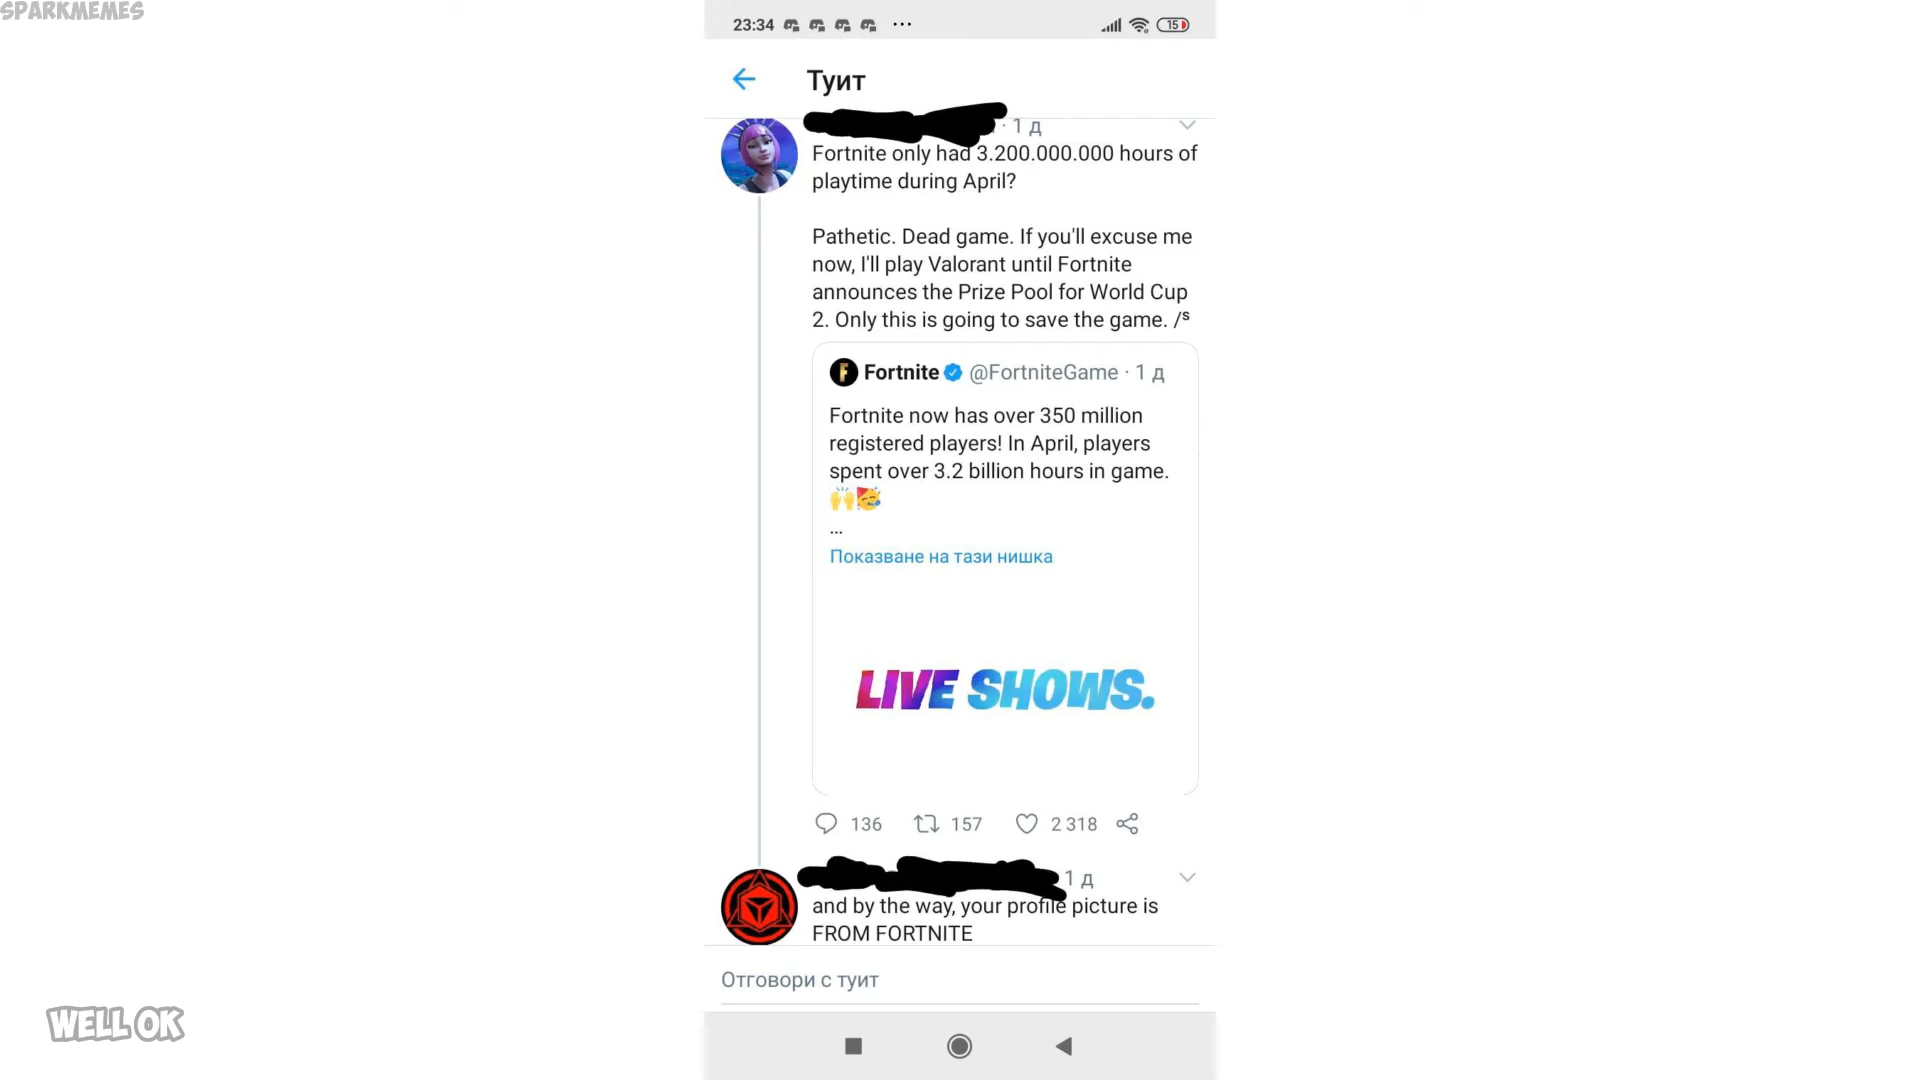 SPARKMEMES
23:34
15
Туит
· 1 д
Fortnite only had 3.200.000.000 hours of
playtime during April?
Pathetic. Dead game. If you'll excuse me
now, I'll play Valorant until Fortnite
announces the Prize Pool for World Cup
2. Only this is going to save the game. /ˢ
Fortnite @FortniteGame · 1 д
Fortnite now has over 350 million
registered players! In April, players
spent over 3.2 billion hours in game.
🙌🥳
...
Показване на тази нишка
LIVE SHOWS.
136 157 2 318
1 д
and by the way, your profile picture is
FROM FORTNITE
Отговори с туит
WELL OK